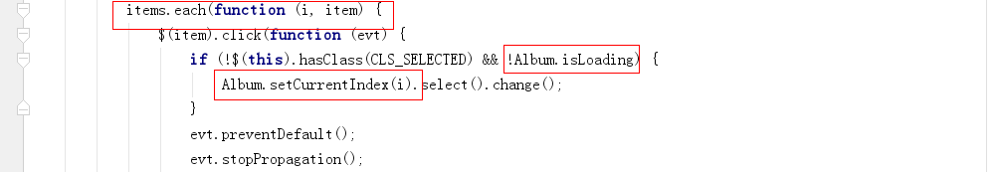 items.each(function (i, item) {
$(item).click(function (evt) {
if (!$(this).hasClass(CLS_SELECTED) && !Album.isLoading) {
Album.setCurrentIndex(i).select().change();
}
evt.preventDefault();
evt.stopPropagation();